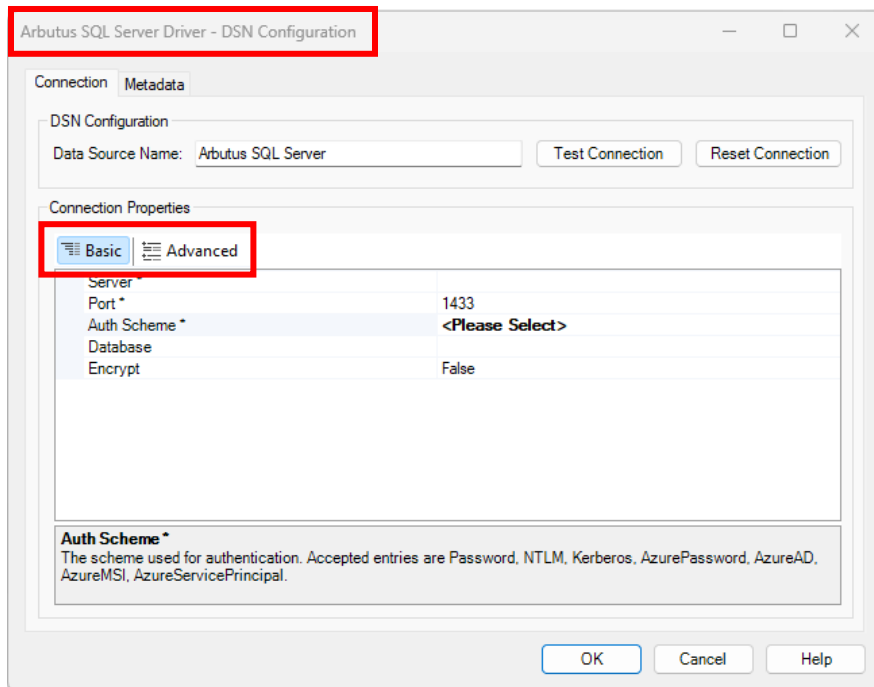 Arbutus SQL Server Driver - DSN Configuration
Connection Metadata
DSN Configuration
Data Source Name: Arbutus SQL Server Test Connection Reset Connection
Connection Properties
Basic Advanced
Server *
Port * 1433
Auth Scheme * <Please Select>
Database
Encrypt False
Auth Scheme *
The scheme used for authentication. Accepted entries are Password, NTLM, Kerberos, AzurePassword, AzureAD,
AzureMSI, AzureServicePrincipal.
OK Cancel Help